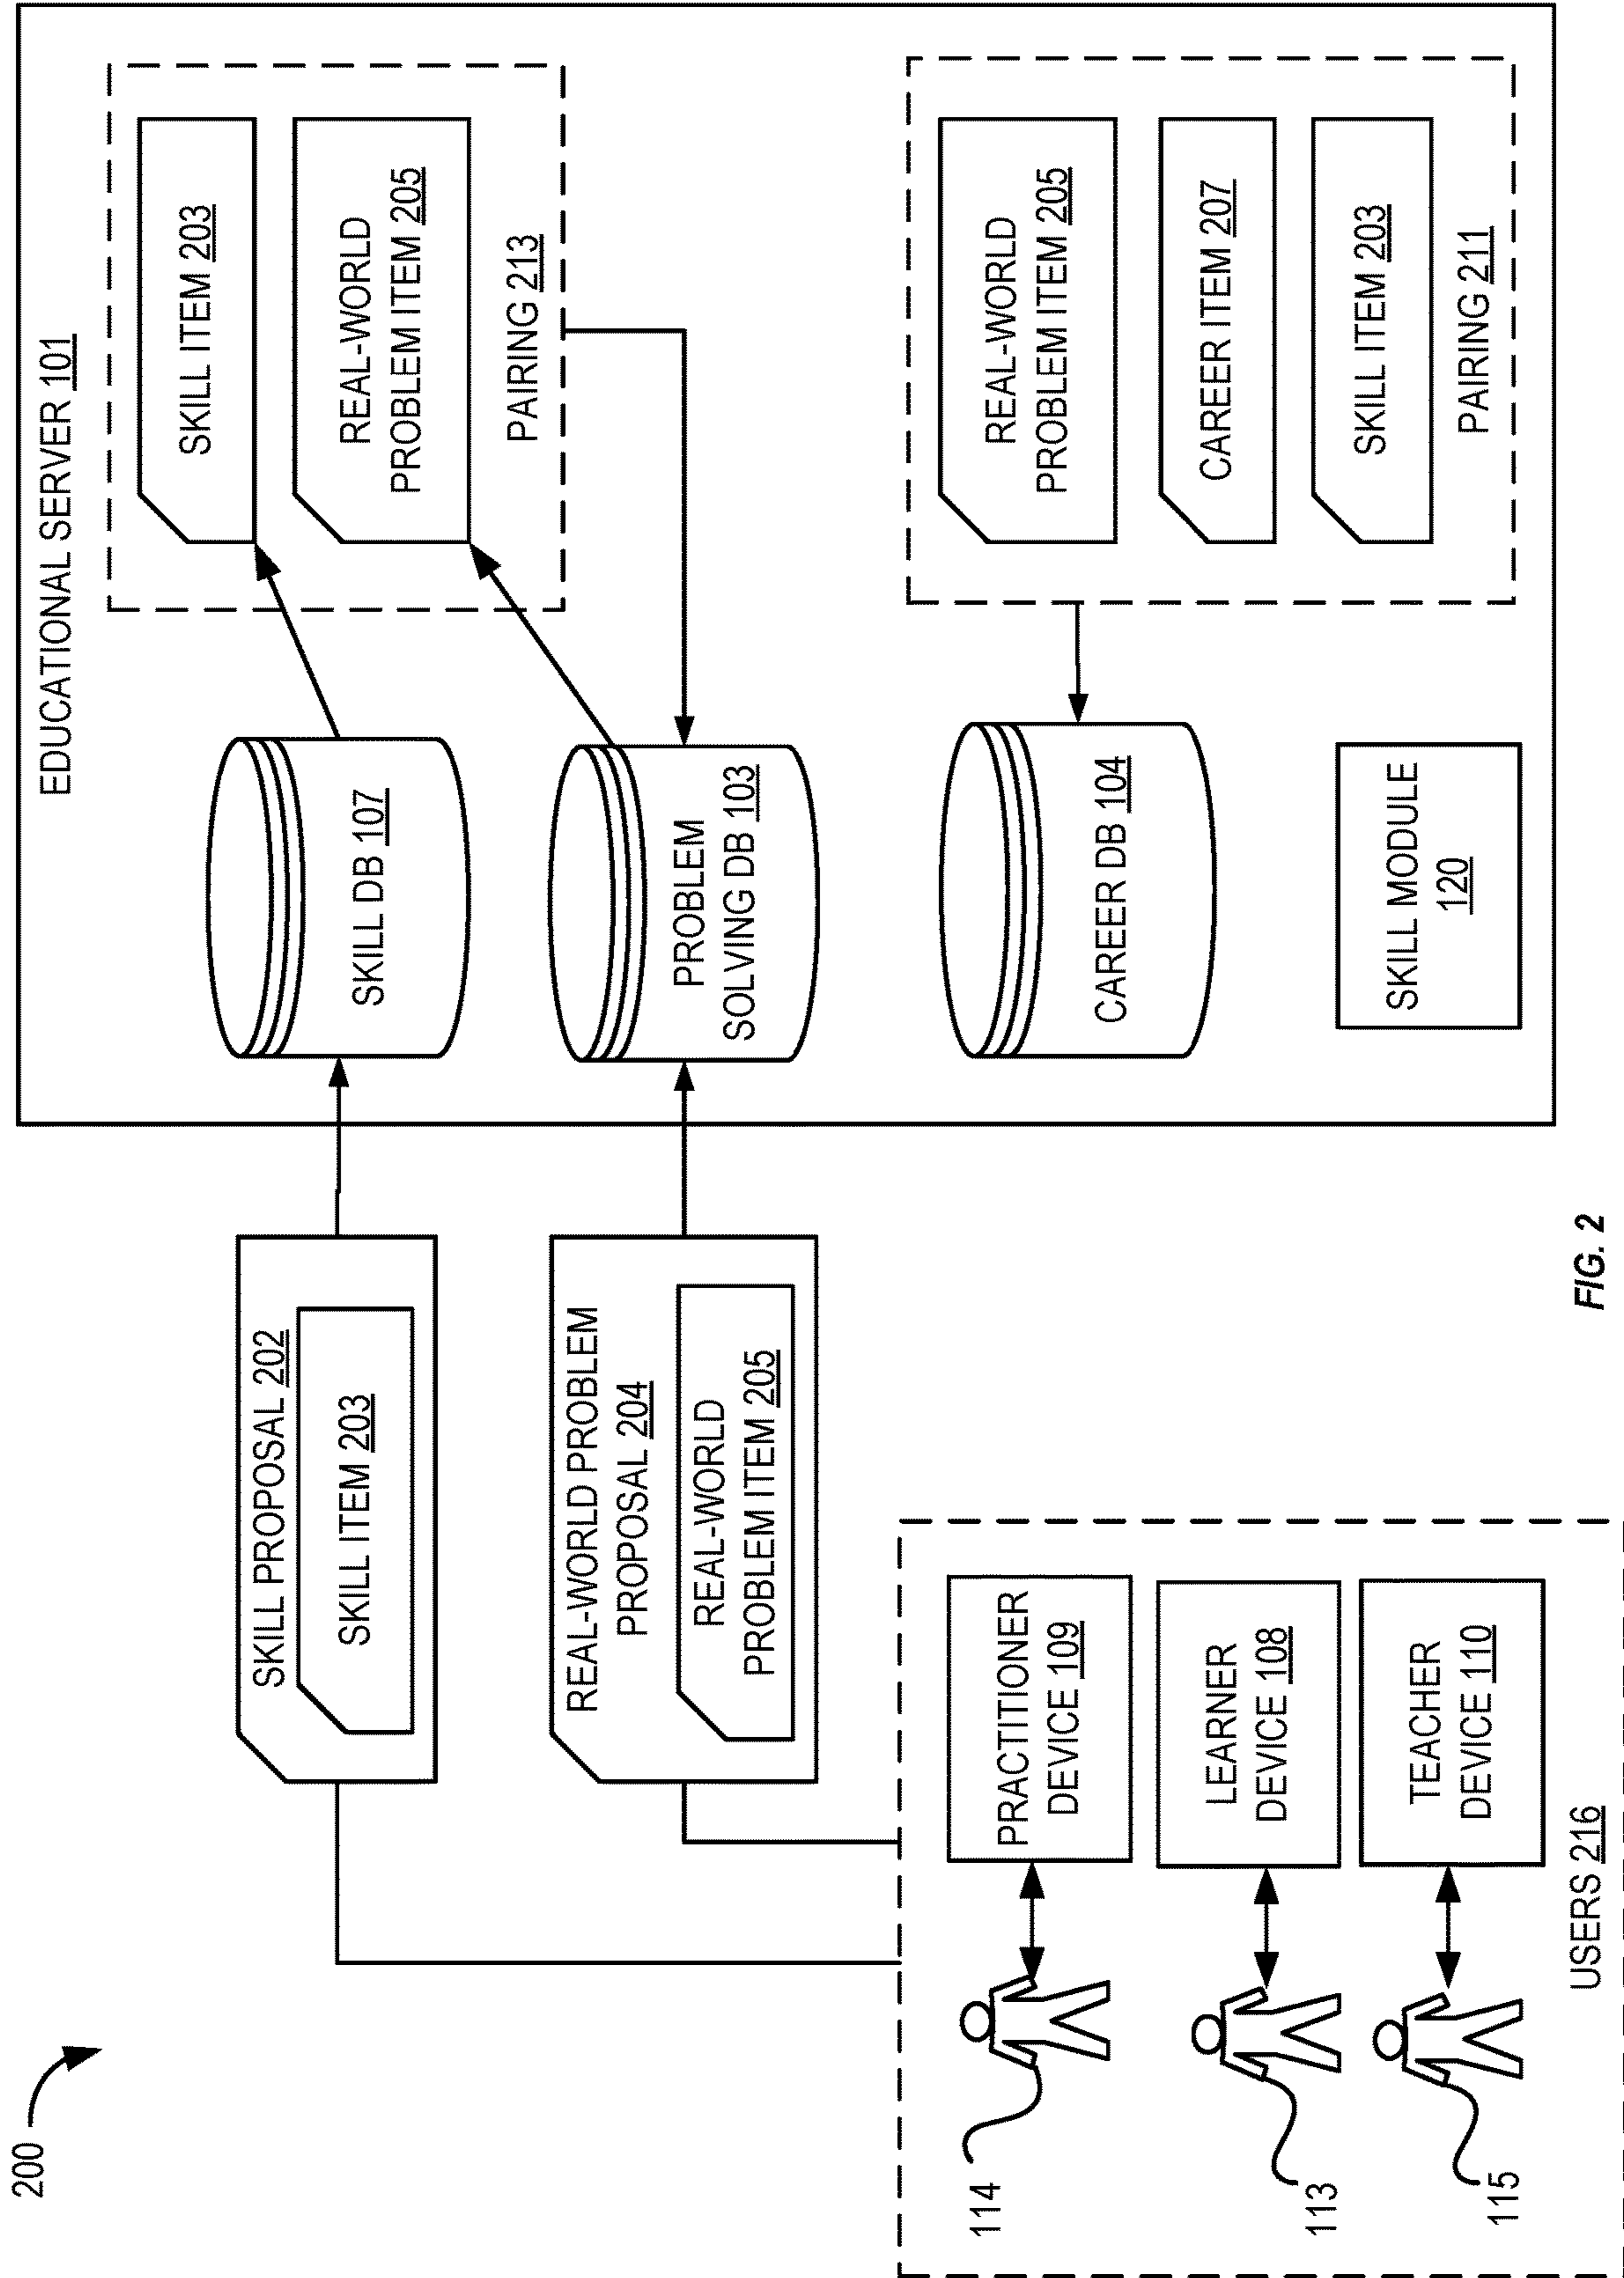 200
EDUCATIONAL SERVER 101
SKILL PROPOSAL 202
SKILL ITEM 203
SKILL DB 107
SKILL ITEM 203
REAL-WORLD
PROBLEM ITEM 205
PAIRING 213
REAL-WORLD PROBLEM
PROPOSAL 204
REAL-WORLD
PROBLEM ITEM 205
PROBLEM
SOLVING DB 103
114
PRACTITIONER
DEVICE 109
113
LEARNER
DEVICE 108
115
TEACHER
DEVICE 110
USERS 216
CAREER DB 104
REAL-WORLD
PROBLEM ITEM 205
CAREER ITEM 207
SKILL ITEM 203
PAIRING 211
SKILL MODULE
120
FIG. 2